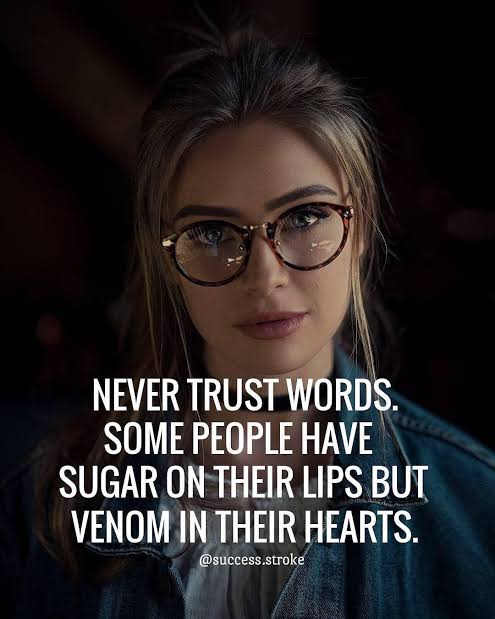 NEVER TRUST WORDS.
SOME PEOPLE HAVE
SUGAR ON THEIR LIPS BUT
VENOM IN THEIR HEARTS.
@success.stroke